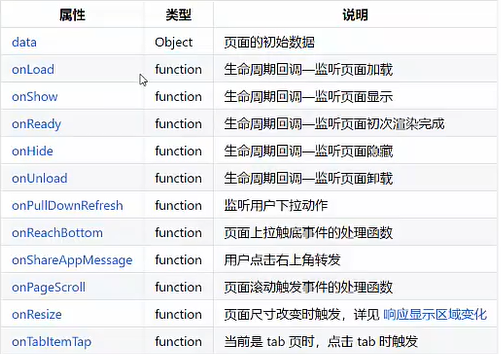 属性 类型 说明
data Object 页面的初始数据
onLoad function 生命周期回调—监听页面加载
onShow function 生命周期回调—监听页面显示
onReady function 生命周期回调—监听页面初次渲染完成
onHide function 生命周期回调—监听页面隐藏
onUnload function 生命周期回调—监听页面卸载
onPullDownRefresh function 监听用户下拉动作
onReachBottom function 页面上拉触底事件的处理函数
onShareAppMessage function 用户点击右上角转发
onPageScroll function 页面滚动触发事件的处理函数
onResize function 页面尺寸改变时触发，详见 响应显示区域变化
onTabItemTap function 当前是 tab 页时，点击 tab 时触发